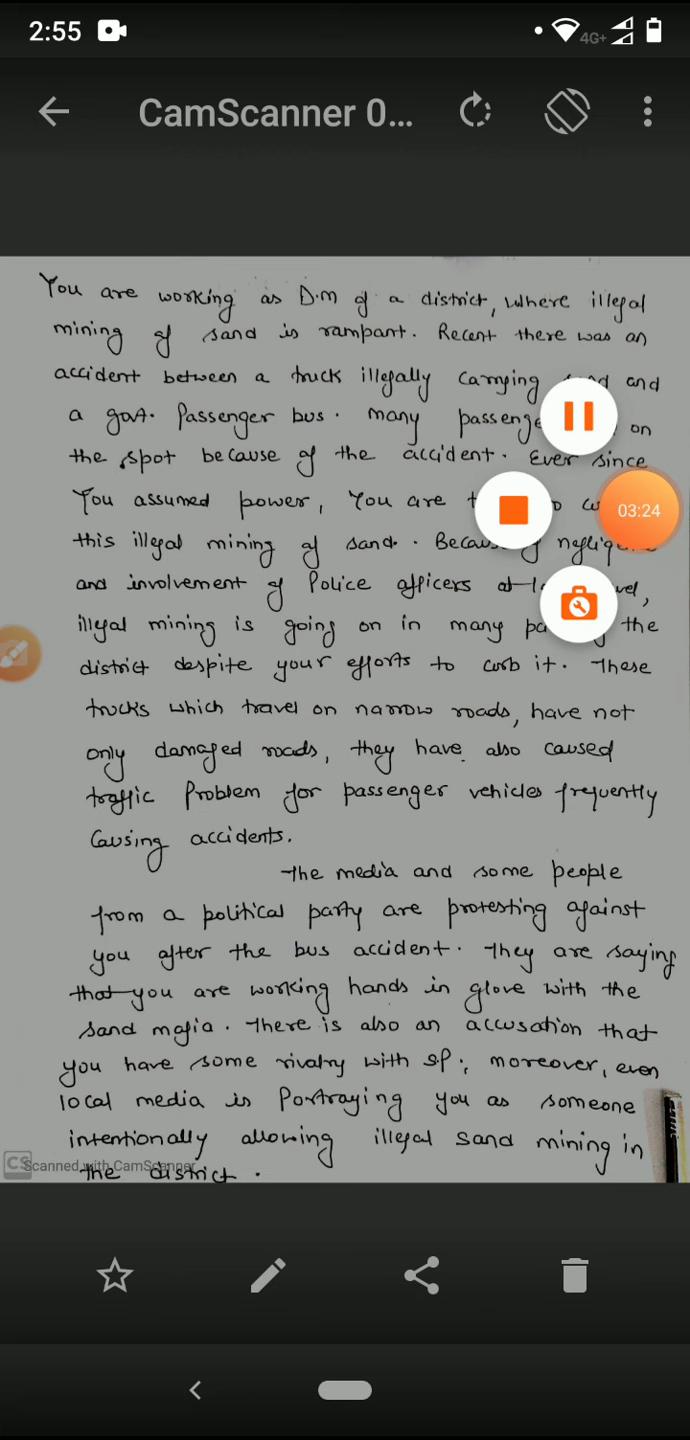 2:55
4G+
CamScanner 0...
You are working as D.m of a district, where illegal
mining of sand is rampant. Recent there was an
accident between a truck illegally carrying and
a govt. Passenger bus. many on
the spot because of the accident. Ever since
You assumed power, You are
03:24
this illegal mining of sand.
and involvement of Police officers
illegal mining is going on in many the
district despite your efforts to curb it. These
trucks which travel on narrow roads, have not
only damaged roads, they have also caused
traffic Problem for passenger vehicles frequently
Causing accidents.
The media and some people
from a political party are protesting against
you after the bus accident. They are saying
that you are working hands in glove with the
sand mafia. There is also an accusation that
you have some rivalry with S.P., moreover, even
local media is Portraying you as someone
intentionally allowing illegal sand mining in
the district.
CS Scanned with CamScanner